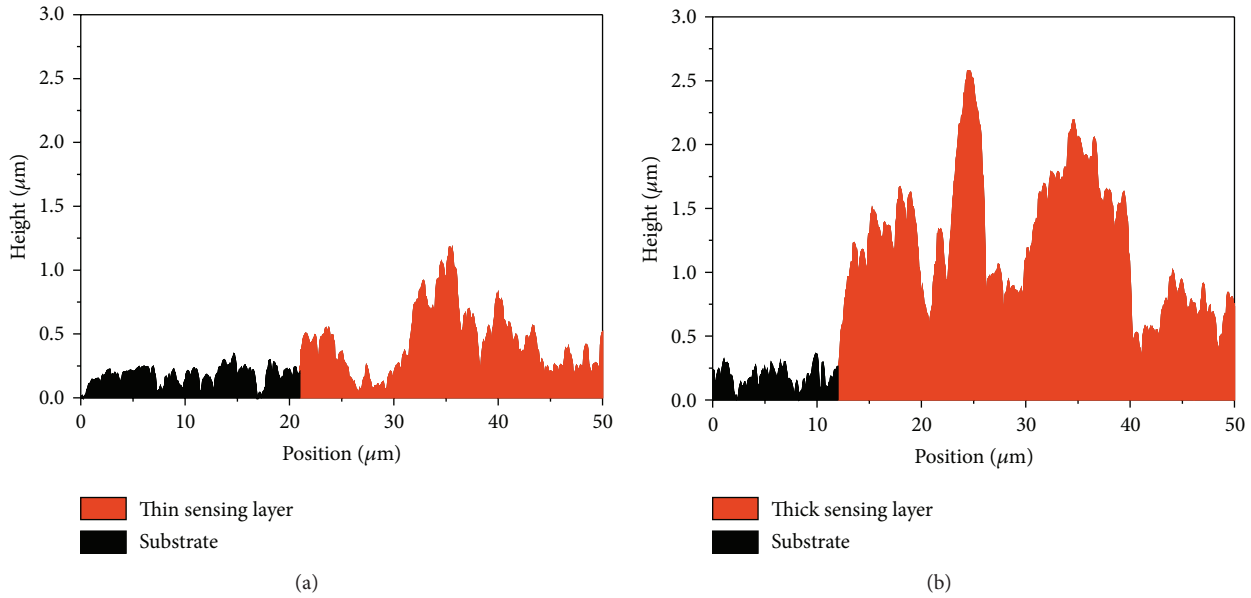 3.0
2.5
2.0
1.5
1.0
0.5
0.0
Height (μm)
0 10 20 30 40 50
Position (μm)
Thin sensing layer
Substrate
(a)
3.0
2.5
2.0
1.5
1.0
0.5
0.0
Height (μm)
0 10 20 30 40 50
Position (μm)
Thick sensing layer
Substrate
(b)